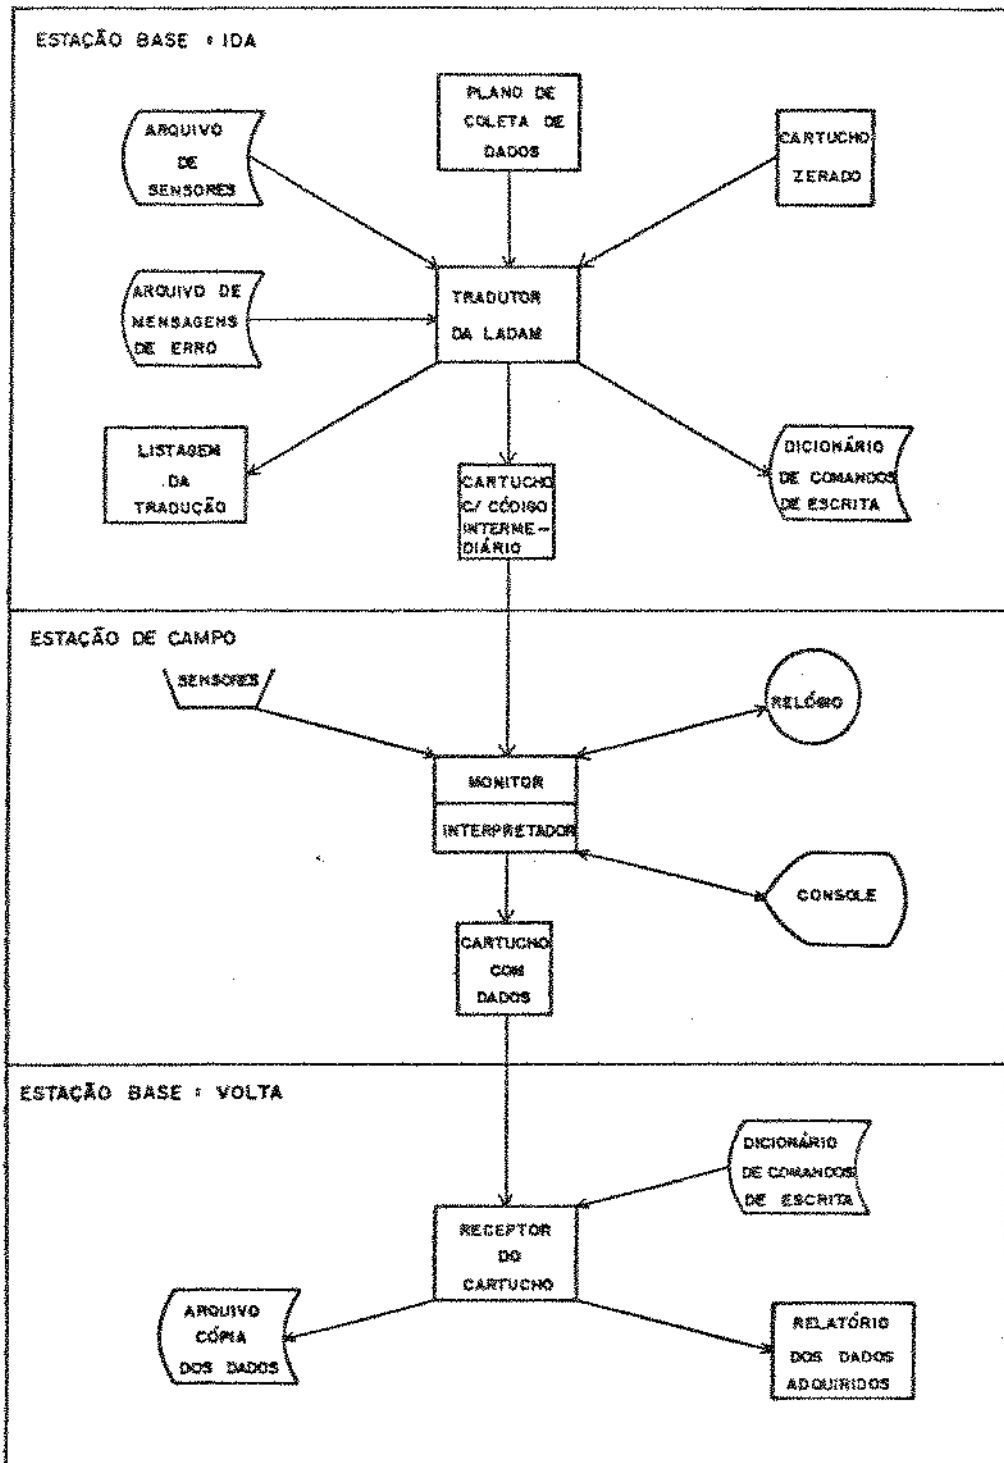 ESTAÇÃO BASE : IDA
PLANO DE
COLETA DE
DADOS
ARQUIVO
DE
SENSORES
CARTUCHO
ZERADO
ARQUIVO DE
MENSAGENS
DE ERRO
TRADUTOR
DA LADAM
LISTAGEM
DA
TRADUÇÃO
CARTUCHO
C/ CÓDIGO
INTERME-
DIÁRIO
DICIONÁRIO
DE COMANDOS
DE ESCRITA
ESTAÇÃO DE CAMPO
SENSORES
RELÓGIO
MONITOR
INTERPRETADOR
CONSOLE
CARTUCHO
COM
DADOS
ESTAÇÃO BASE : VOLTA
DICIONÁRIO
DE COMANDOS
DE ESCRITA
RECEPTOR
DO
CARTUCHO
ARQUIVO
CÓPIA
DOS DADOS
RELATÓRIO
DOS DADOS
ADQUIRIDOS